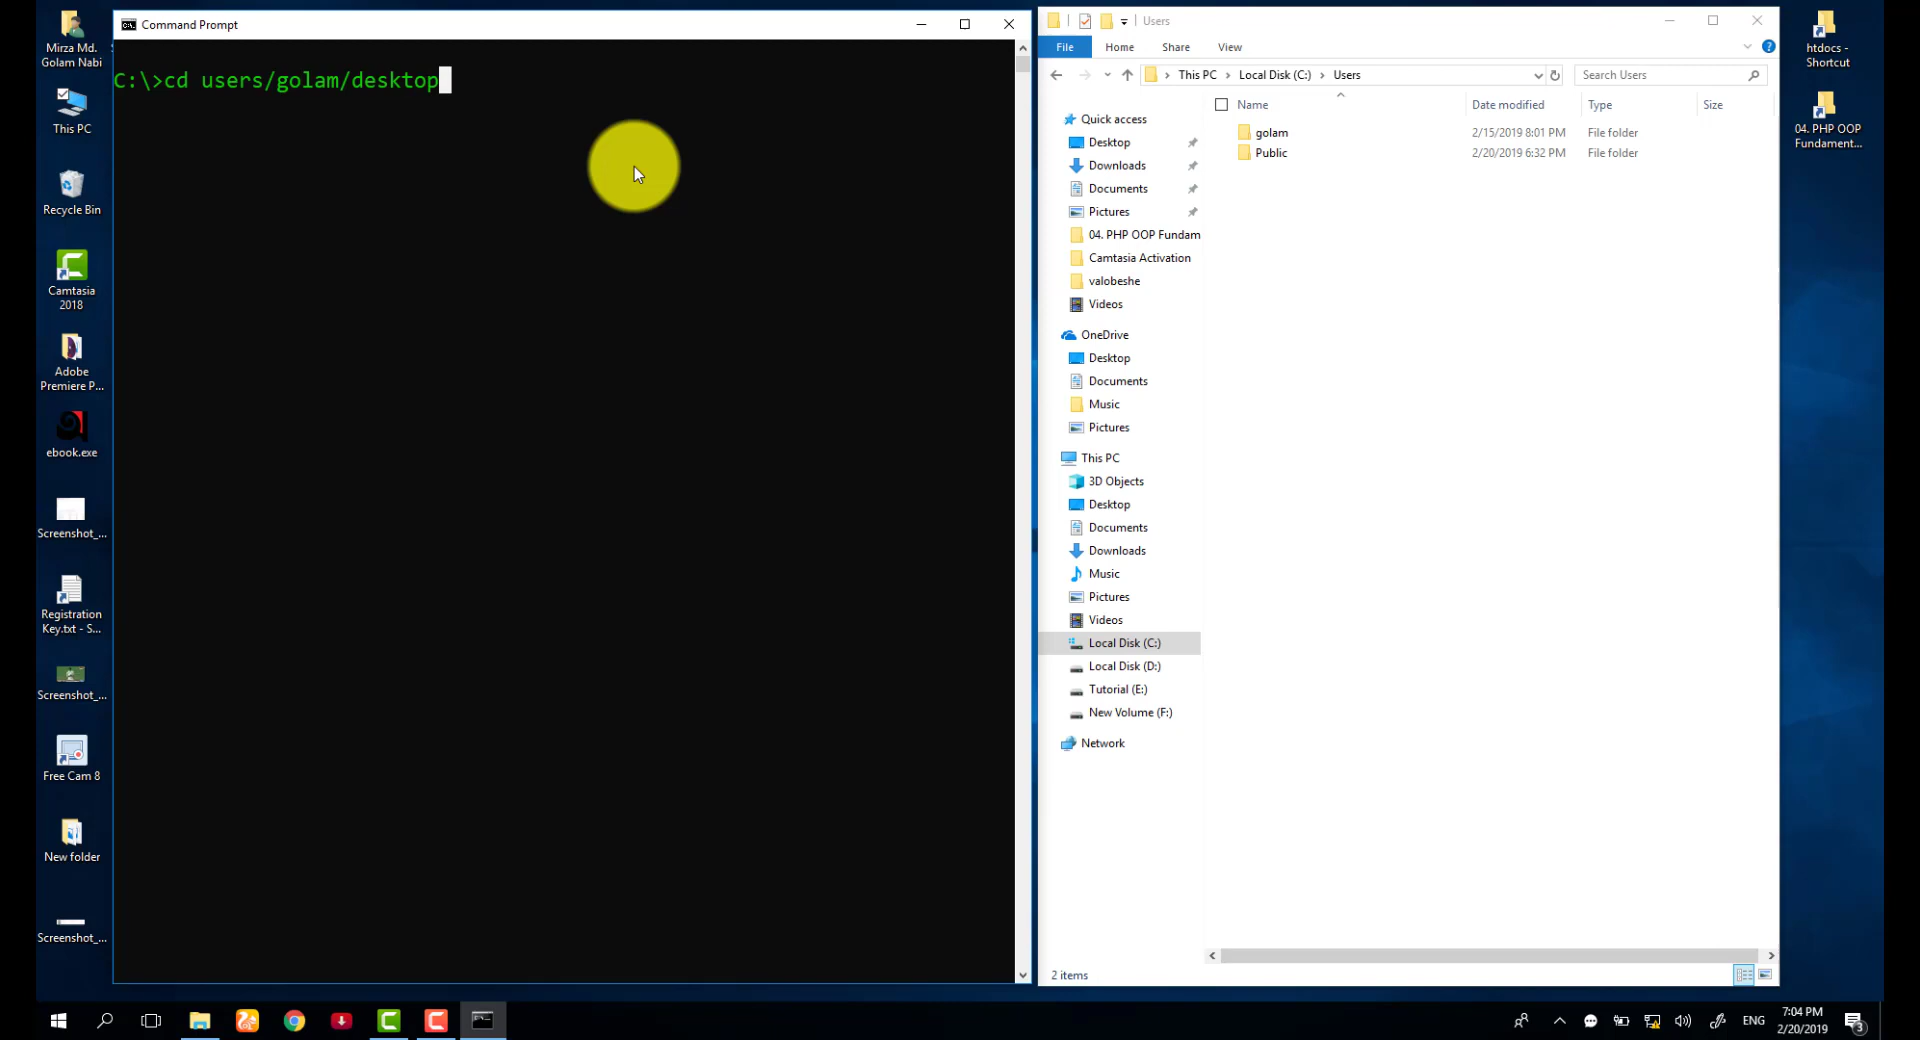 Mirza Md.
Golam Nabi
This PC
Recycle Bin
Camtasia
2018
Adobe
Premiere P...
ebook.exe
Screenshot_...
Registration
Key.txt - S...
Screenshot_...
Free Cam 8
New folder
Screenshot_...
Command Prompt
C:\>cd users/golam/desktop
Users
File Home Share View
This PC Local Disk (C:) Users
Search Users
Name Date modified Type Size
golam 2/15/2019 8:01 PM File folder
Public 2/20/2019 6:32 PM File folder
Quick access
Desktop
Downloads
Documents
Pictures
04. PHP OOP Fundam
Camtasia Activation
valobeshe
Videos
OneDrive
Desktop
Documents
Music
Pictures
This PC
3D Objects
Desktop
Documents
Downloads
Music
Pictures
Videos
Local Disk (C:)
Local Disk (D:)
Tutorial (E:)
New Volume (F:)
Network
2 items
htdocs -
Shortcut
04. PHP OOP
Fundament...
ENG
7:04 PM
2/20/2019
3